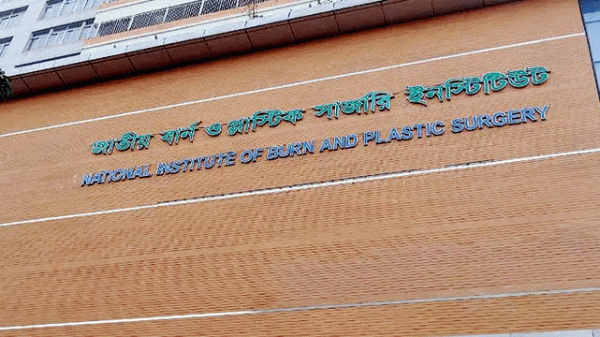 জাতীয় বার্ন ও প্লাস্টিক সার্জারি ইনস্টিটিউট
NATIONAL INSTITUTE OF BURN AND PLASTIC SURGERY